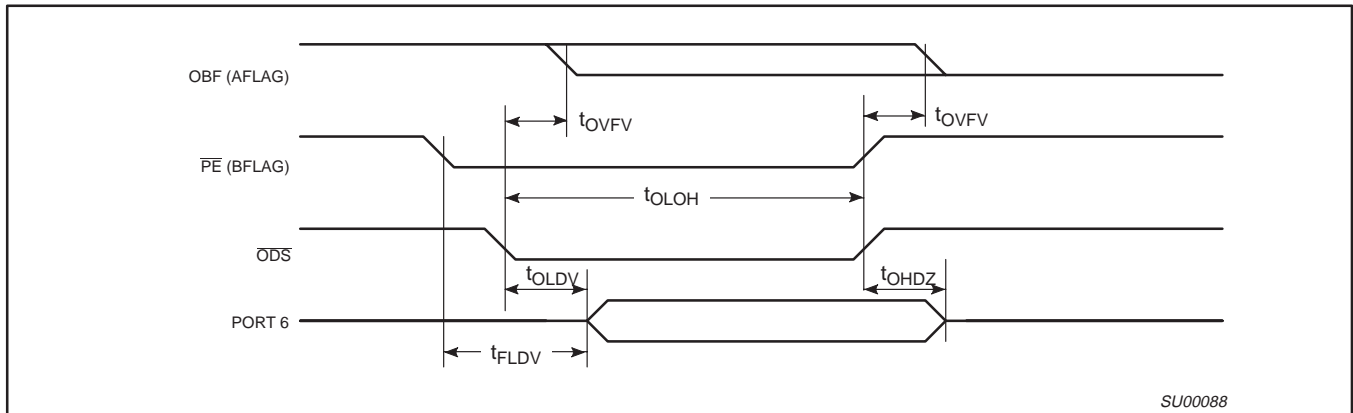 OBF (AFLAG)
tOVFV
tOVFV
PE (BFLAG)
tOLOH
ODS
tOLDV
tOHDZ
PORT 6
tFLDV
SU00088